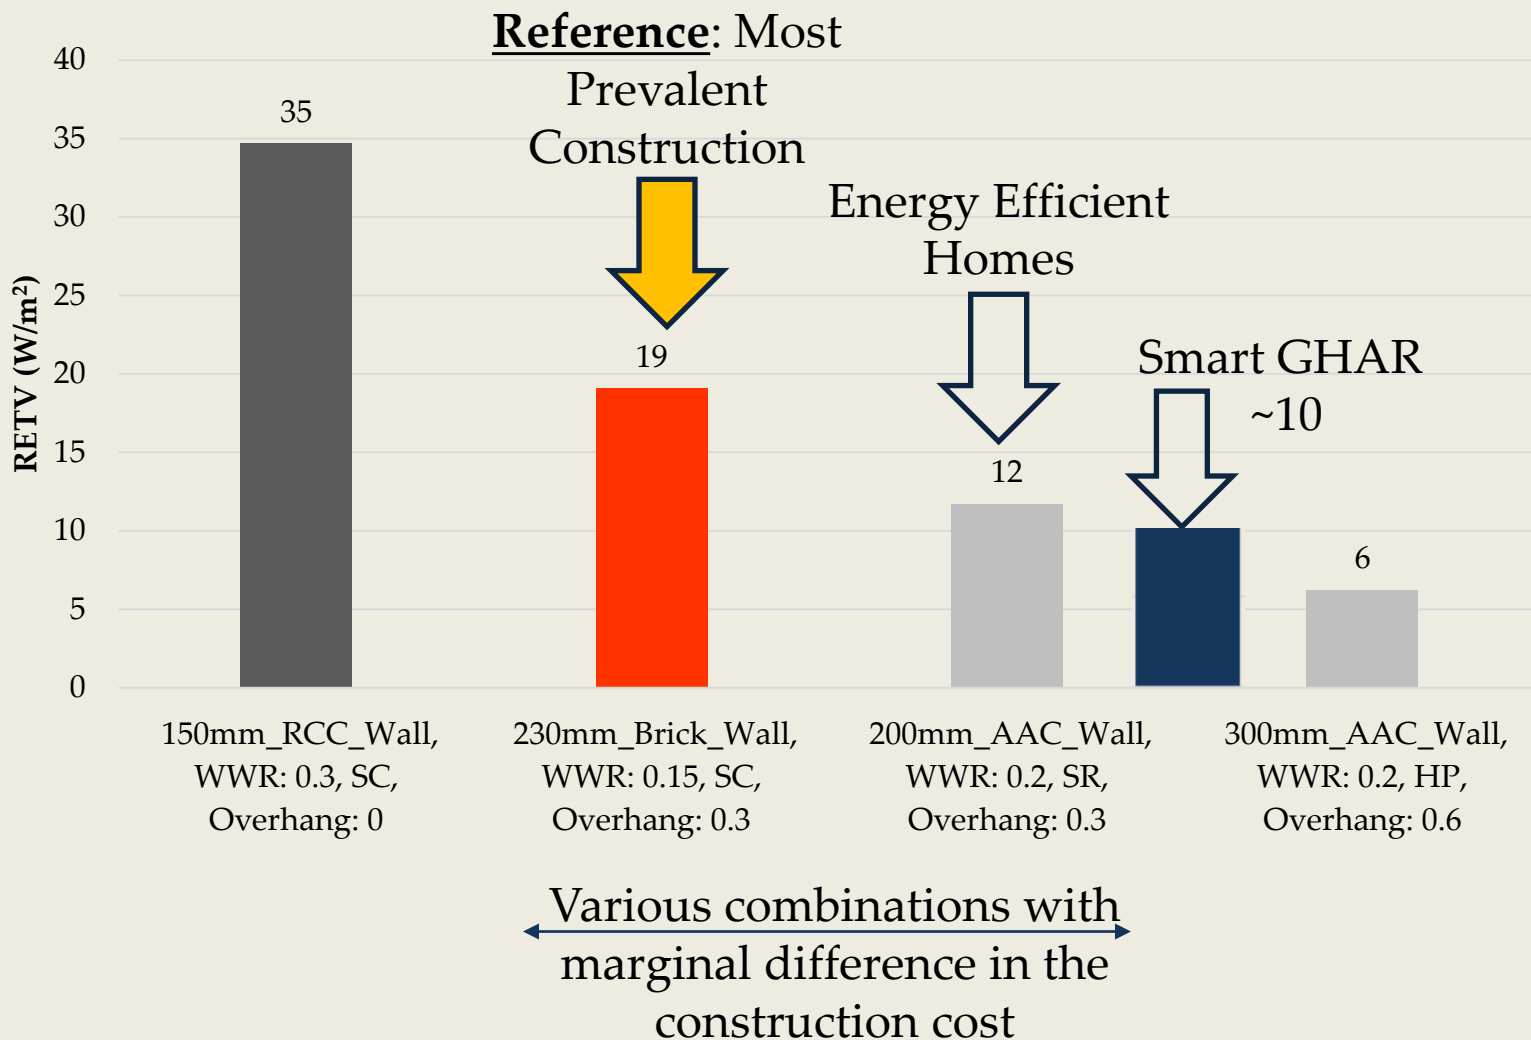 Reference: Most
Prevalent
Construction
Energy Efficient
Homes
Smart GHAR
~10
RETV (W/m²)
40
35
30
25
20
15
10
5
0
35
19
12
6
150mm_RCC_Wall,
WWR: 0.3, SC,
Overhang: 0
230mm_Brick_Wall,
WWR: 0.15, SC,
Overhang: 0.3
200mm_AAC_Wall,
WWR: 0.2, SR,
Overhang: 0.3
300mm_AAC_Wall,
WWR: 0.2, HP,
Overhang: 0.6
Various combinations with
marginal difference in the
construction cost